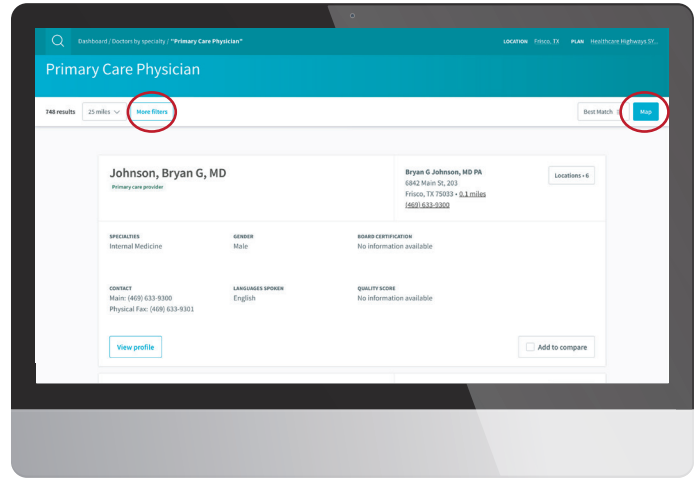 Dashboard / Doctors by specialty / "Primary Care Physician"
LOCATION Frisco, TX PLAN Healthcare Highways SY...
Primary Care Physician
748 results
25 miles
More filters
Best Match
Map
Johnson, Bryan G, MD
Primary care provider
Bryan G Johnson, MD PA
6842 Main St, 203
Frisco, TX 75033 • 0.1 miles
(469) 633-9300
Locations • 6
SPECIALTIES
Internal Medicine
GENDER
Male
BOARD CERTIFICATION
No information available
CONTACT
Main: (469) 633-9300
Physical Fax: (469) 633-9301
LANGUAGES SPOKEN
English
QUALITY SCORE
No information available
View profile
Add to compare